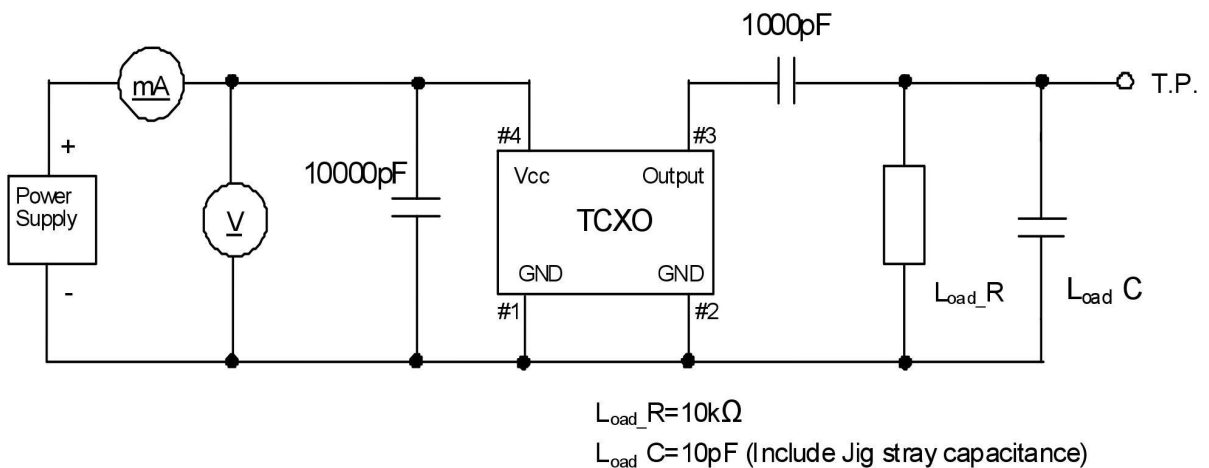 1000pF
mA
T.P.
#4
#3
+
10000pF
Vcc
Output
Power
Supply
V
TCXO
GND
GND
-
#1
#2
Load_R
Load C
Load_R=10kΩ
Load C=10pF (Include Jig stray capacitance)